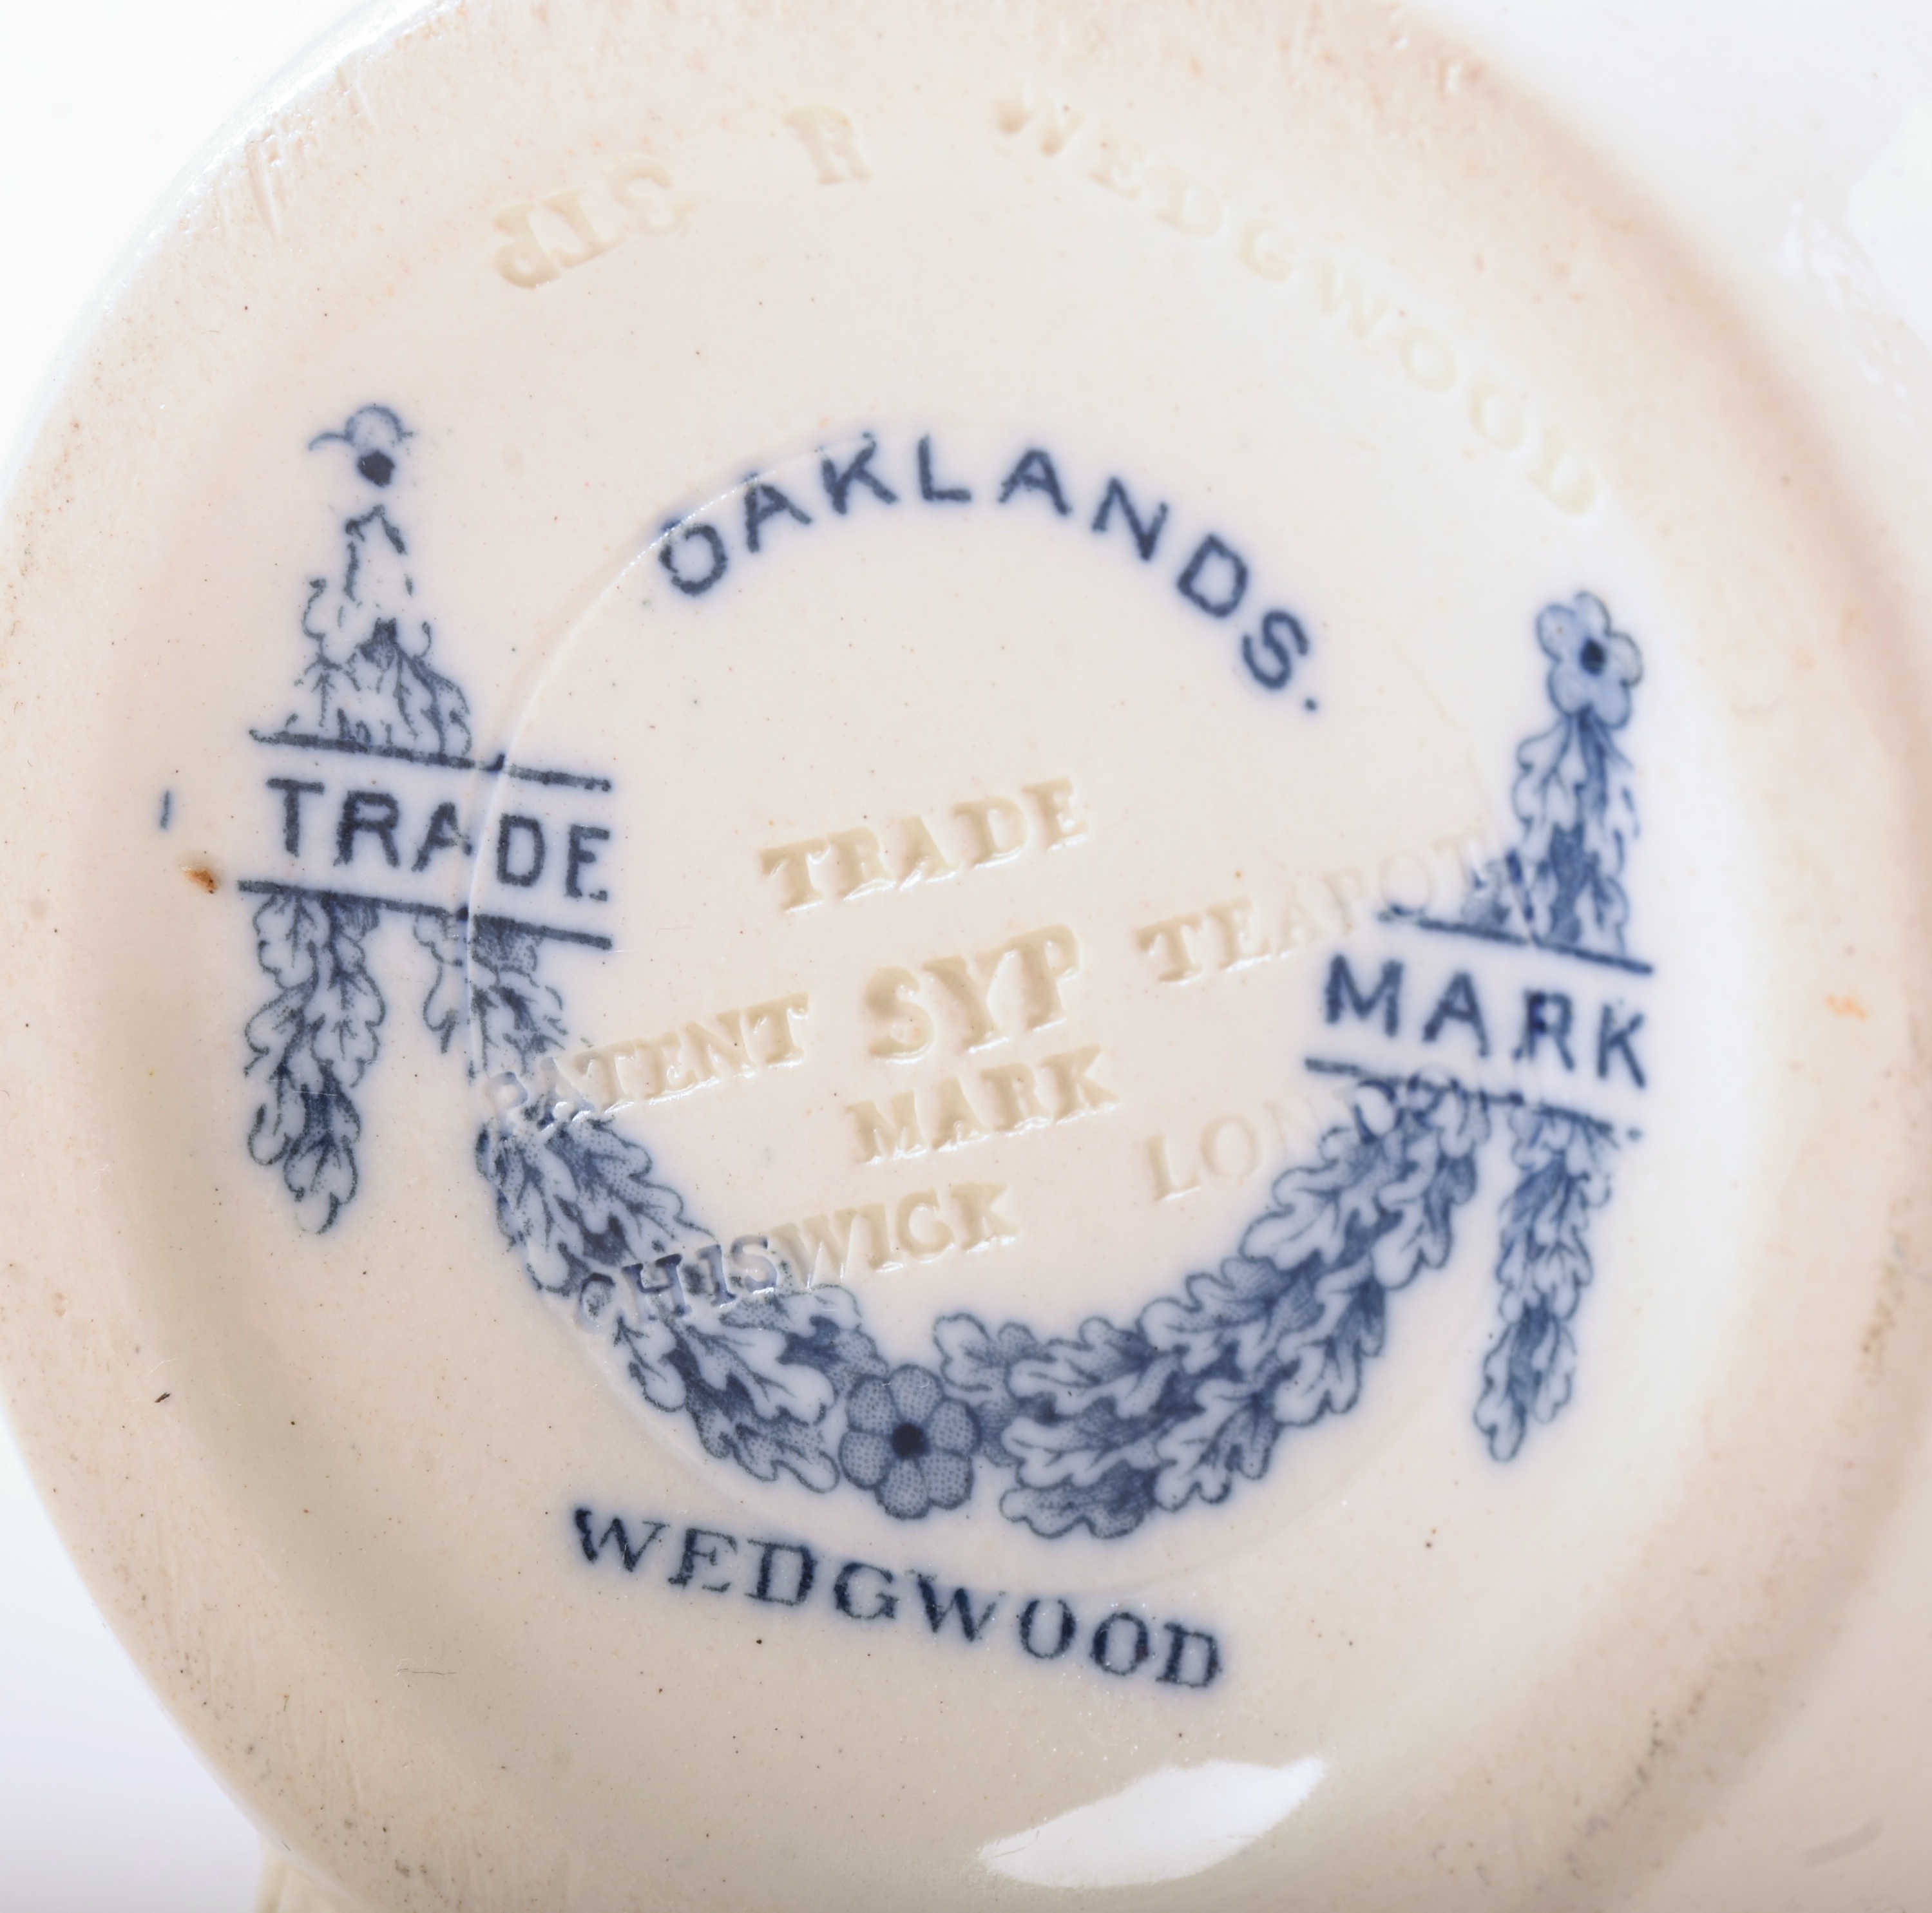 R WEDGWOOD
OAKLANDS.
TRADE MARK
TRADE
PATENT SYP TEAPOT
MARK
CHISWICK LONDON
WEDGWOOD